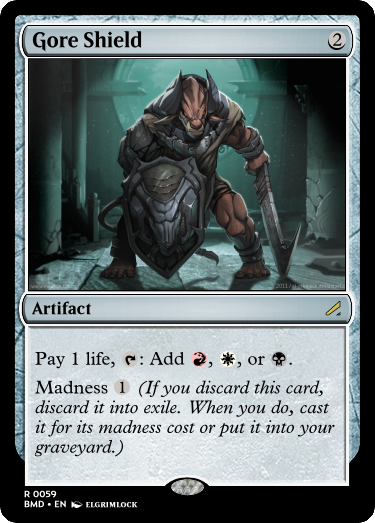 Gore Shield 2
Artifact
Pay 1 life, T: Add R, W, or B.
Madness 1 (If you discard this card,
discard it into exile. When you do, cast
it for its madness cost or put it into your
graveyard.)
R 0059
BMD • EN ELGRIMLOCK